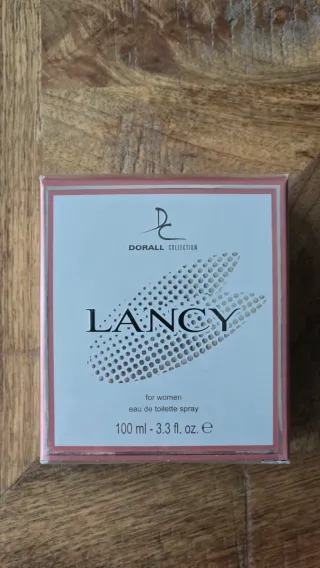 DC
DORALL COLLECTION
LANCY
for women
eau de toilette spray
100 ml - 3.3 fl. oz. ℮